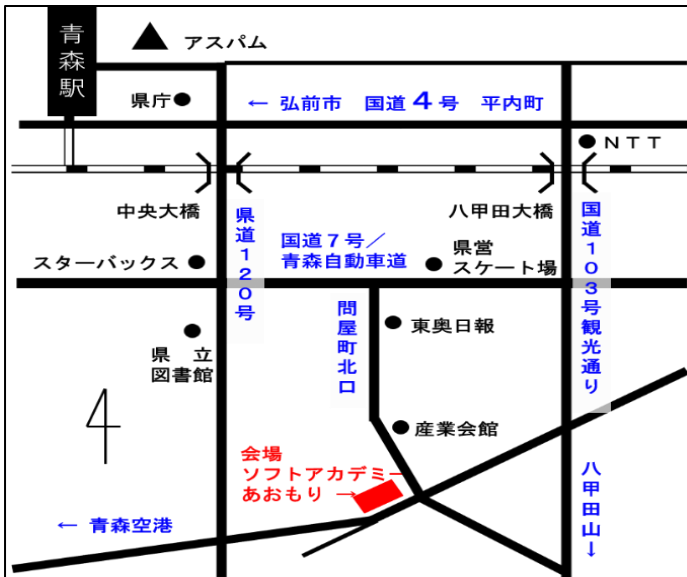 青森駅
アスパム
県庁
← 弘前市 国道4号 平内町
NTT
中央大橋
八甲田大橋
県道120号
国道7号／
青森自動車道
国道103号観光通り
スターバックス
県営
スケート場
問屋町北口
東奥日報
県 立
図書館
産業会館
会場
ソフトアカデミー
あおもり →
← 青森空港
八甲田山↓